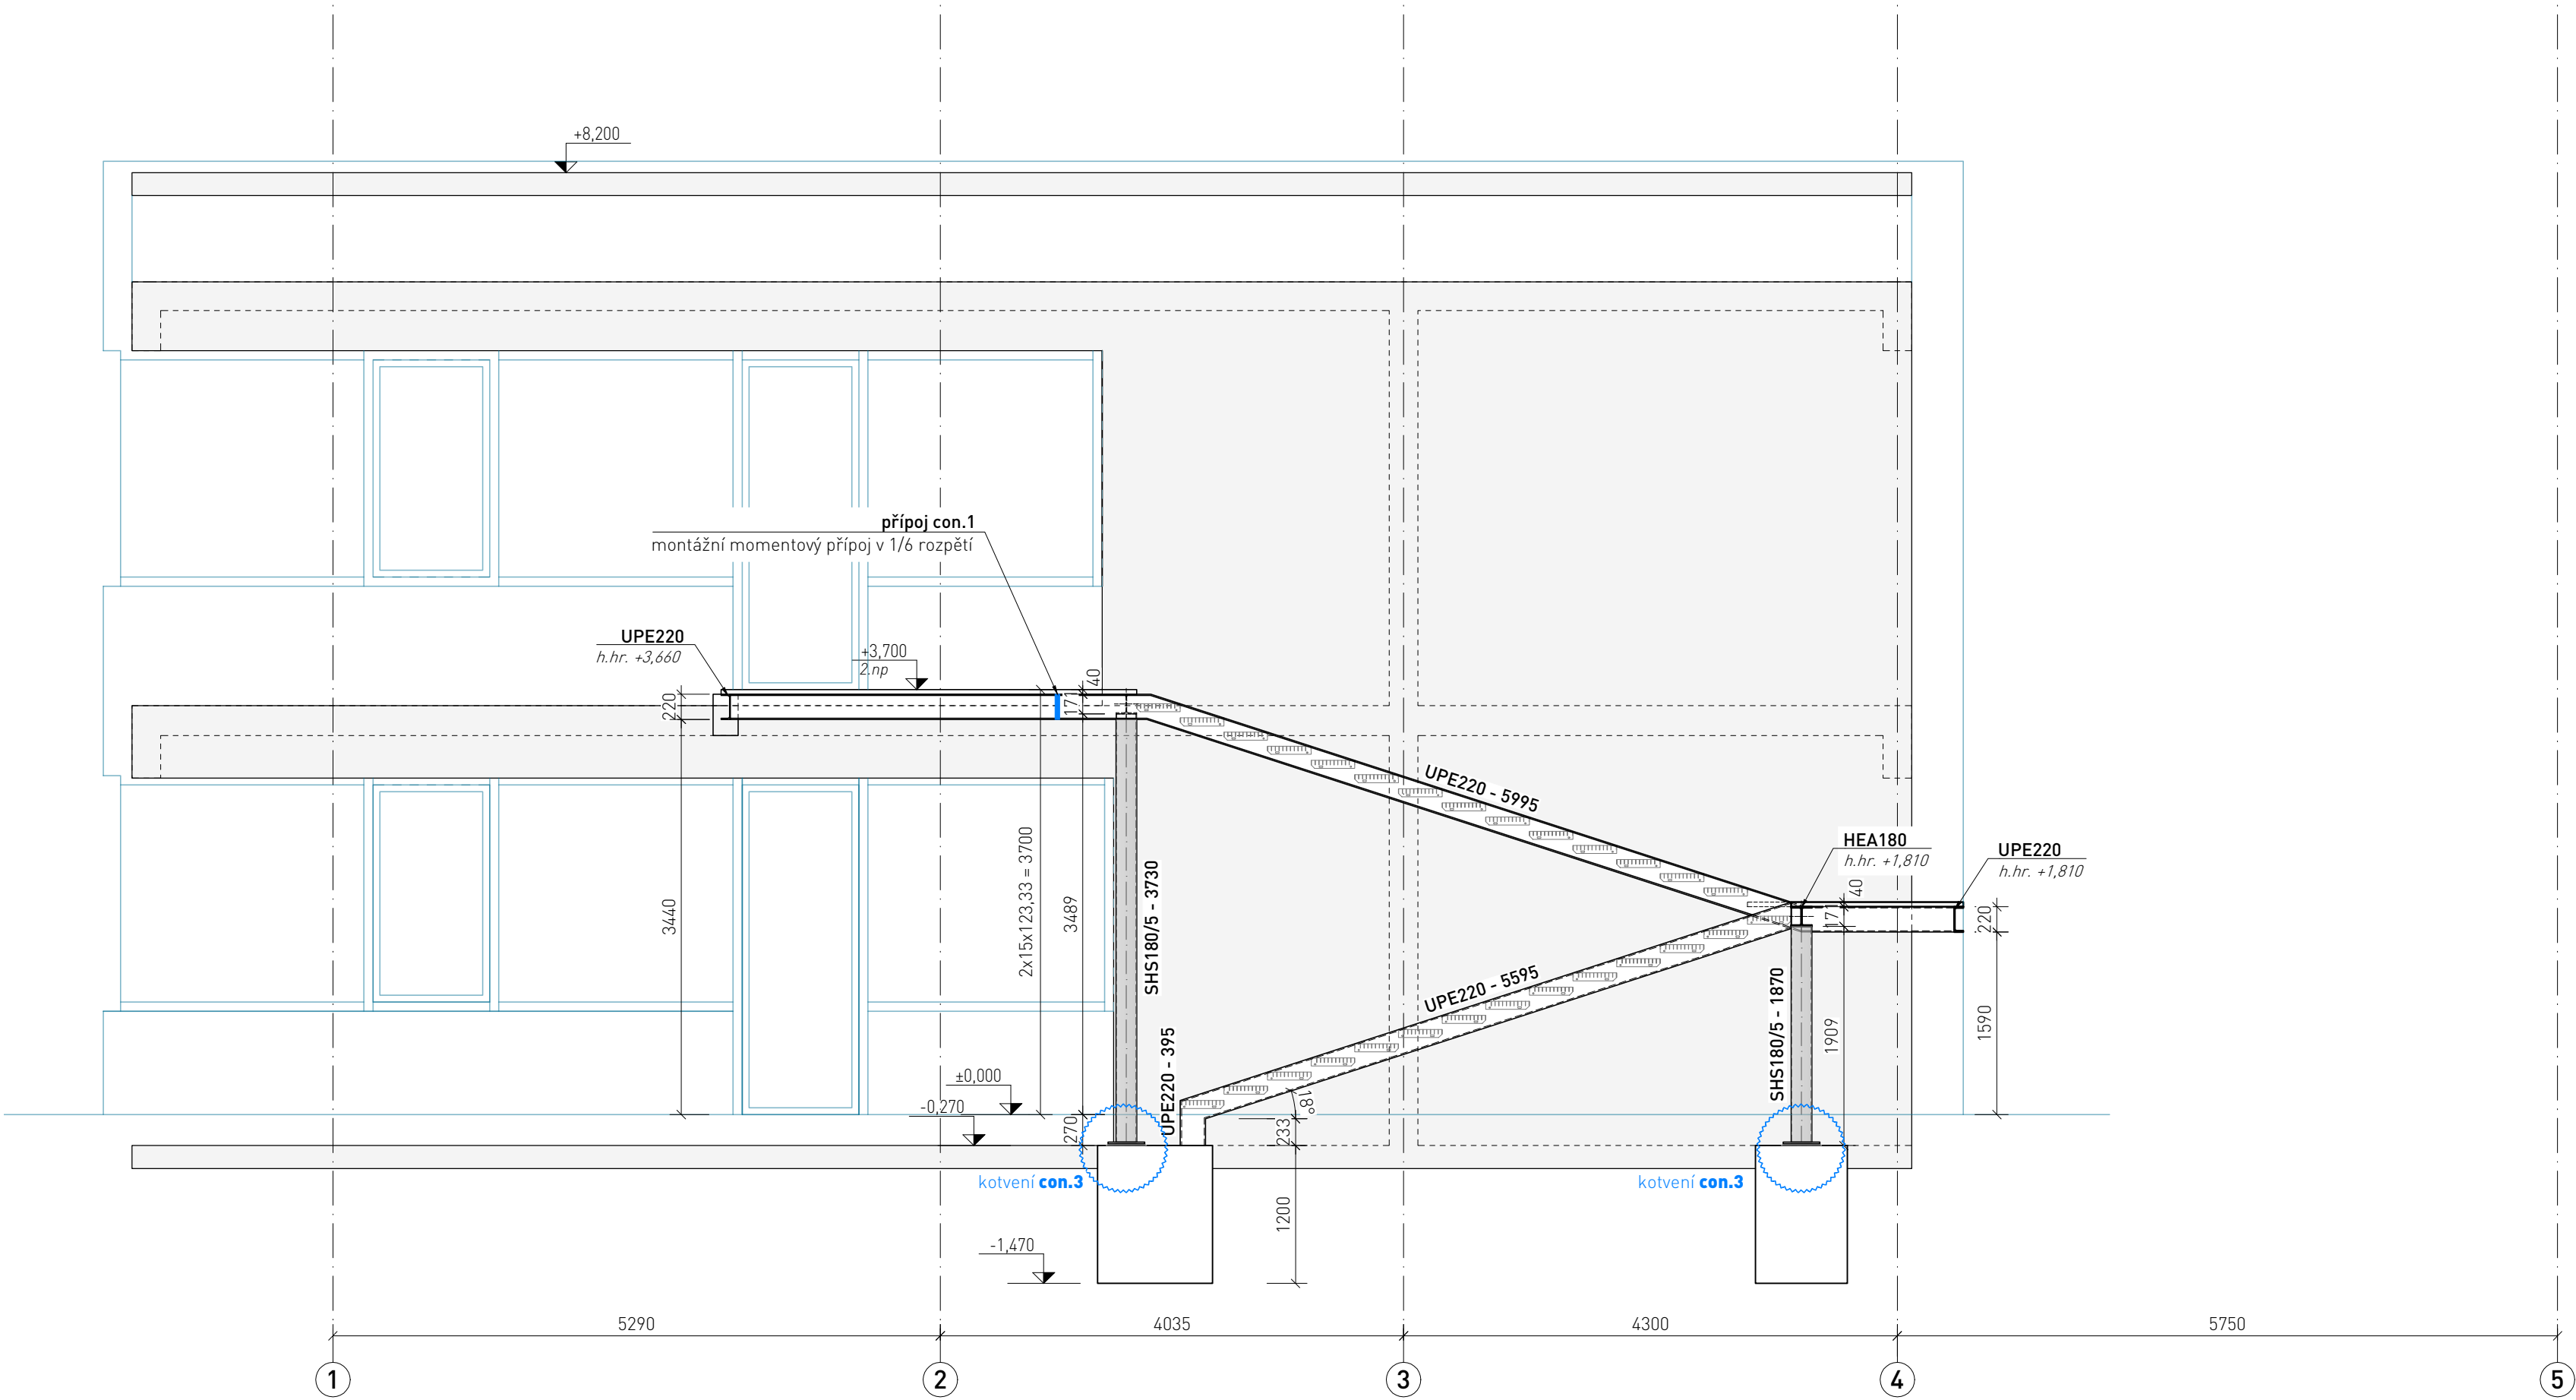 +8,200
přípoj con.1
montážní momentový přípoj v 1/6 rozpětí
UPE220
h.hr. +3,660
+3,700
2.np
40
171
220
UPE220 - 5995
HEA180
h.hr. +1,810
UPE220
h.hr. +1,810
40
171
220
3440
2x15x123,33 = 3700
3489
SHS180/5 - 3730
UPE220 - 5595
SHS180/5 - 1870
1909
1590
UPE220 - 395
±0,000
-0,270
270
18°
233
kotvení con.3
kotvení con.3
1200
-1,470
5290
4035
4300
5750
1
2
3
4
5